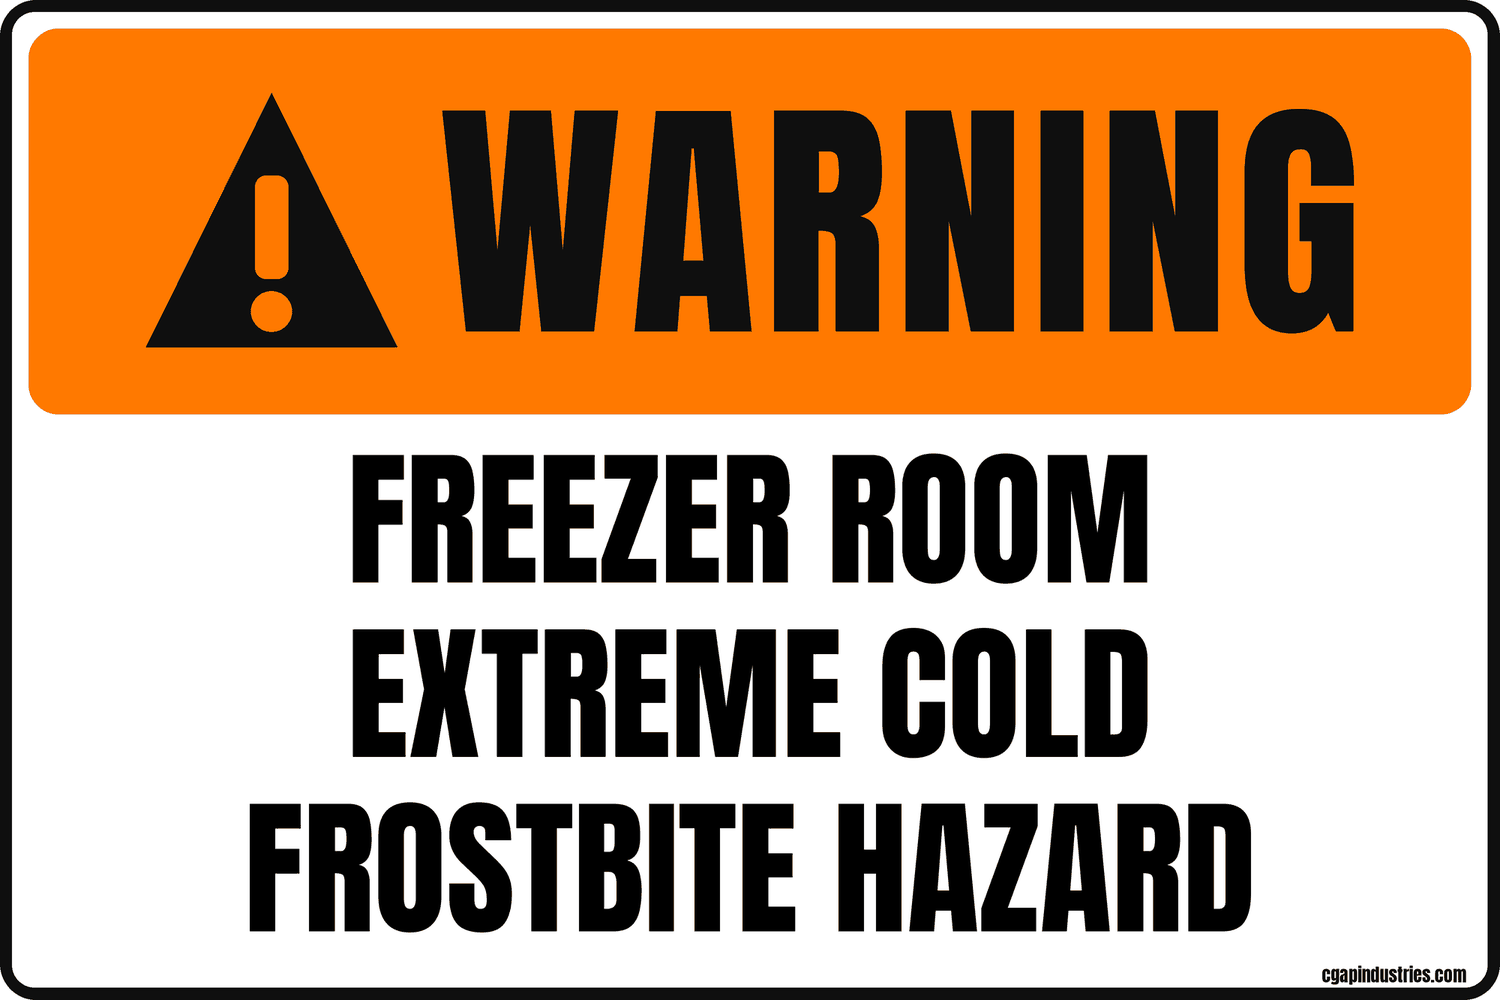 WARNING
FREEZER ROOM
EXTREME COLD
FROSTBITE HAZARD
cgapindustries.com